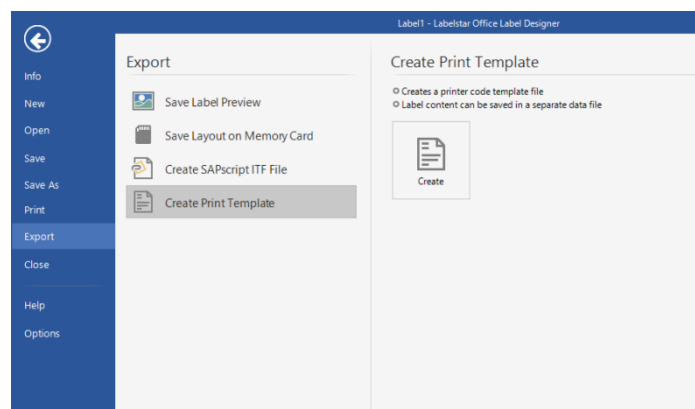 Label1 - Labelstar Office Label Designer
Info
New
Open
Save
Save As
Print
Export
Close
Help
Options
Export
Save Label Preview
Save Layout on Memory Card
Create SAPscript ITF File
Create Print Template
Create Print Template
Creates a printer code template file
Label content can be saved in a separate data file
Create